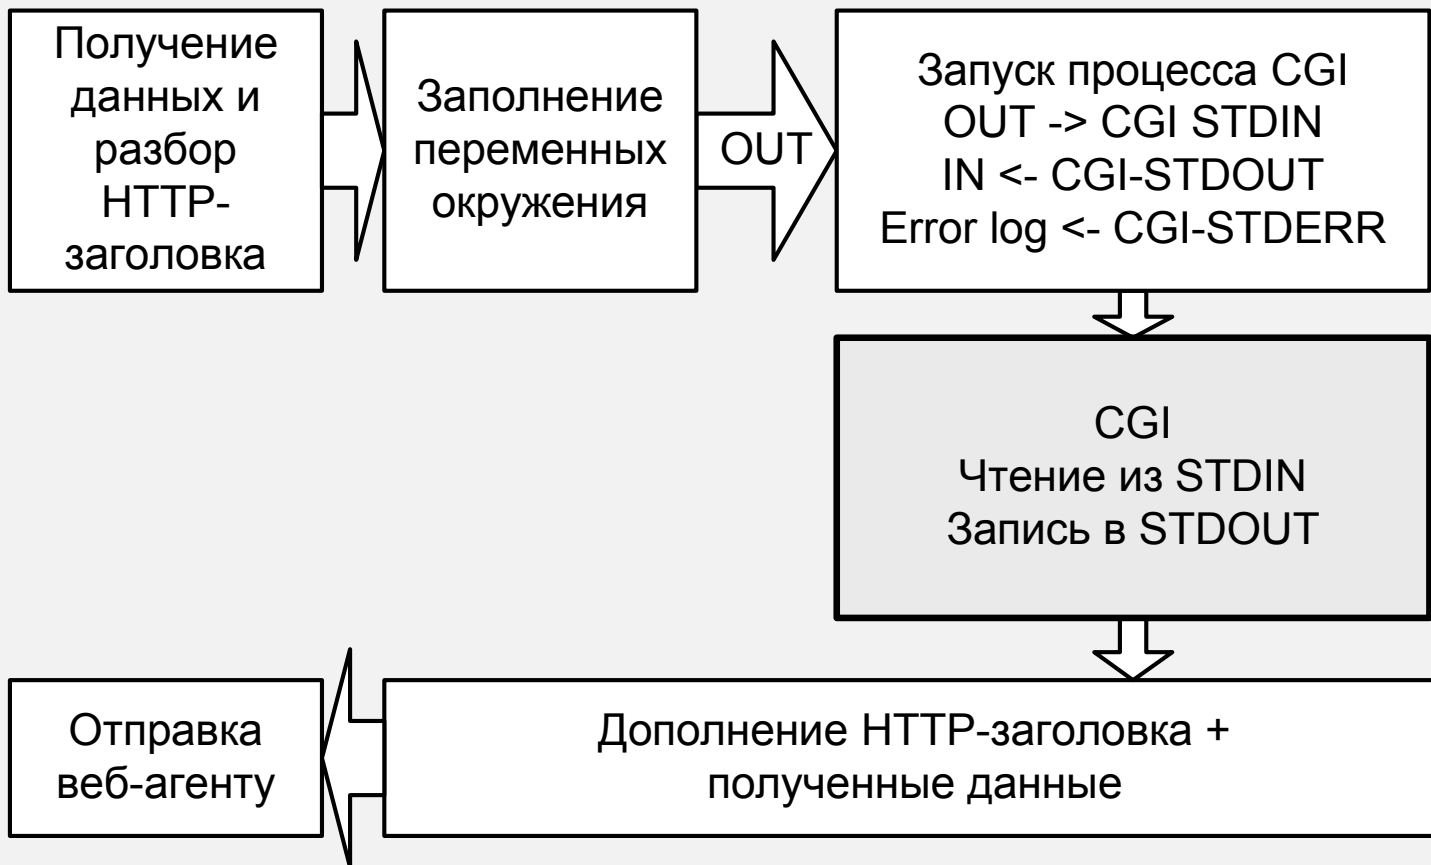 Получение
данных и
разбор
HTTP-
заголовка
Заполнение
переменных
окружения
OUT
Запуск процесса CGI
OUT -> CGI STDIN
IN <- CGI-STDOUT
Error log <- CGI-STDERR
CGI
Чтение из STDIN
Запись в STDOUT
Дополнение HTTP-заголовка +
полученные данные
Отправка
веб-агенту